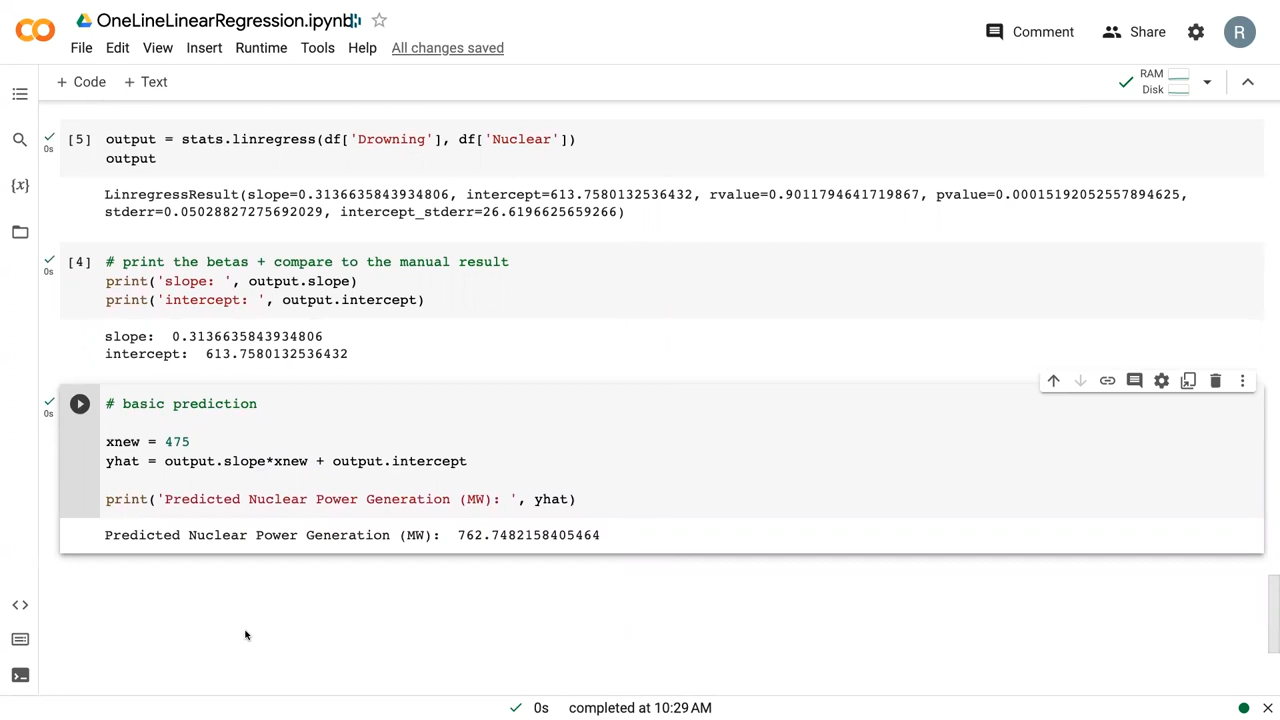 OneLineLinearRegression.ipynb
File Edit View Insert Runtime Tools Help All changes saved
Comment Share R
+ Code + Text
RAM
Disk
[5] output = stats.linregress(df['Drowning'], df['Nuclear'])
output
0s
LinregressResult(slope=0.3136635843934806, intercept=613.7580132536432, rvalue=0.9011794641719867, pvalue=0.00015192052557894625,
stderr=0.05028827275692029, intercept_stderr=26.6196625659266)
[4] # print the betas + compare to the manual result
0s
print('slope: ', output.slope)
print('intercept: ', output.intercept)
slope: 0.3136635843934806
intercept: 613.7580132536432
# basic prediction
0s
xnew = 475
yhat = output.slope*xnew + output.intercept
print('Predicted Nuclear Power Generation (MW): ', yhat)
Predicted Nuclear Power Generation (MW): 762.7482158405464
0s completed at 10:29 AM